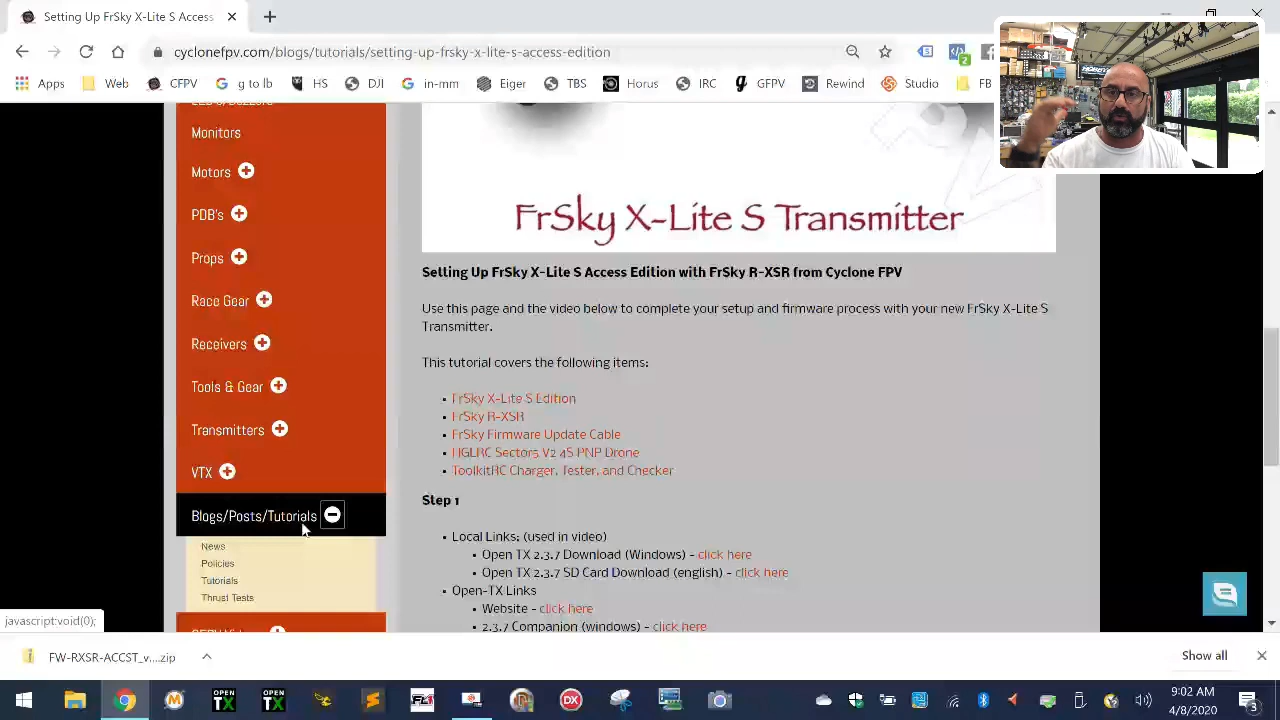 Setting Up FrSky X-Lite S Access
cyclonefpv.com/blogs/tutorials/setting-up-frsky-x-lite-s-access-edition
2
Apps Web CFPV g to lb HQ g-mm Eiger TBS Horus IRC GFPV Rewind Studio FB
Monitors
Motors
PDB's
Props
Race Gear
Receivers
Tools & Gear
Transmitters
VTX
Blogs/Posts/Tutorials
News
Policies
Tutorials
Thrust Tests
FrSky X-Lite S Transmitter
Setting Up FrSky X-Lite S Access Edition with FrSky R-XSR from Cyclone FPV
Use this page and the video below to complete your setup and firmware process with your new FrSky X-Lite S
Transmitter.
This tutorial covers the following items:
FrSky X-Lite S Edition
FrSky R-XSR
FrSky Firmware Update Cable
HGLRC Sector5 V2 4S PNP Drone
ToolkitRC Charger, Tester, and Checker
Step 1
Local Links: (used in video)
Open TX 2.3.7 Download (Windows) - click here
Open TX 2.3.7 SD Card Download (english) - click here
Open-TX Links
Website - click here
2.3.7 Companion (windows) - click here
javascript:void(0);
FW-RXSR-ACCST_v....zip
Show all
OPEN TX
OPEN TX
9:02 AM
4/8/2020
3